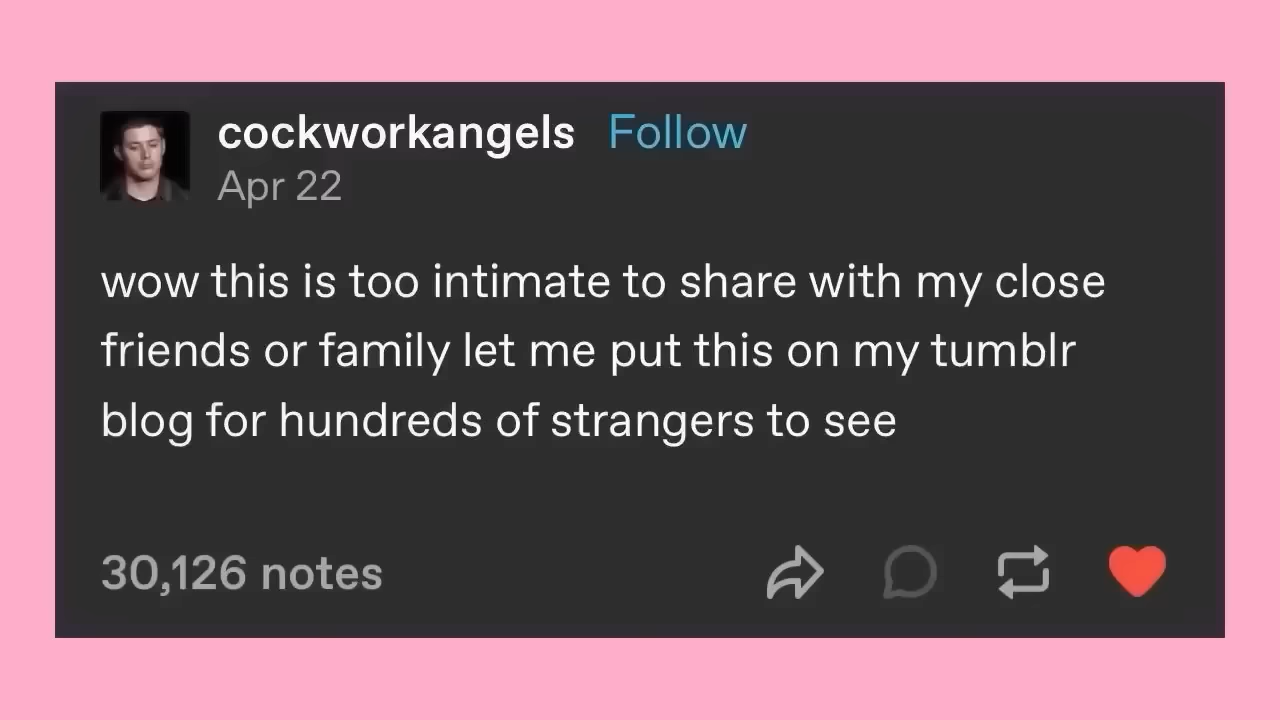 cockworkangels Follow
Apr 22
wow this is too intimate to share with my close
friends or family let me put this on my tumblr
blog for hundreds of strangers to see
30,126 notes